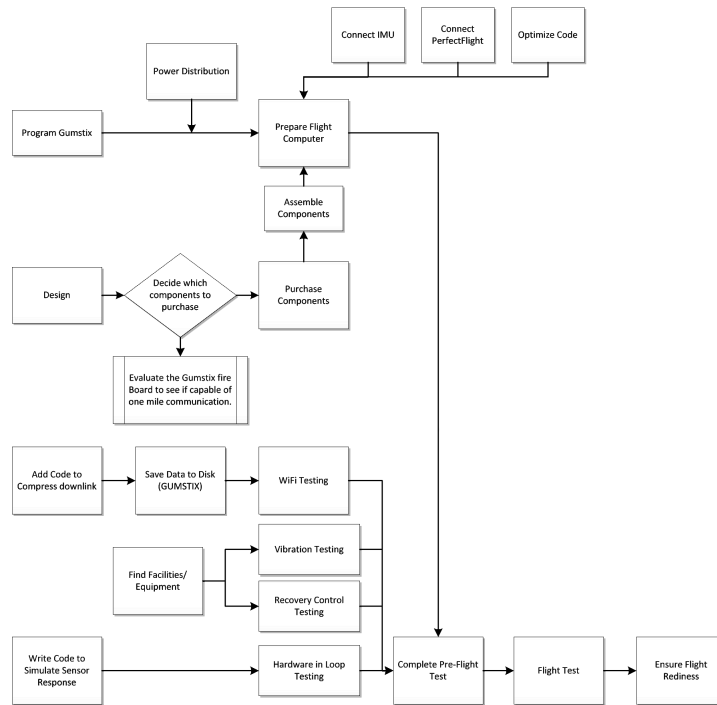 Connect IMU
Connect
PerfectFlight
Optimize Code
Power Distribution
Program Gumstix
Prepare Flight
Computer
Assemble
Components
Design
Decide which
components to
purchase
Purchase
Components
Evaluate the Gumstix fire
Board to see if capable of
one mile communication.
Add Code to
Compress downlink
Save Data to Disk
(GUMSTIX)
WiFi Testing
Find Facilities/
Equipment
Vibration Testing
Recovery Control
Testing
Write Code to
Simulate Sensor
Response
Hardware in Loop
Testing
Complete Pre-Flight
Test
Flight Test
Ensure Flight
Rediness